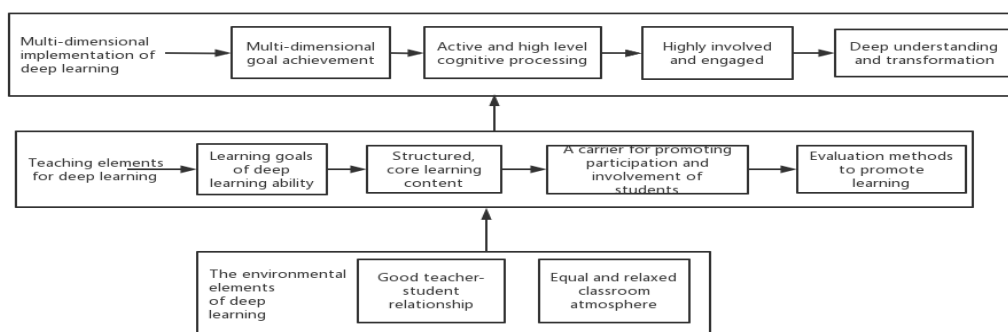 Multi-dimensional
implementation of
deep learning
Multi-dimensional
goal achievement
Active and high level
cognitive processing
Highly involved
and engaged
Deep understanding
and transformation
Teaching elements
for deep learning
Learning goals
of deep
learning ability
Structured,
core learning
content
A carrier for promoting
participation and
involvement of
students
Evaluation methods
to promote
learning
The environmental
elements
of deep
learning
Good teacher-
student
relationship
Equal and relaxed
classroom
atmosphere